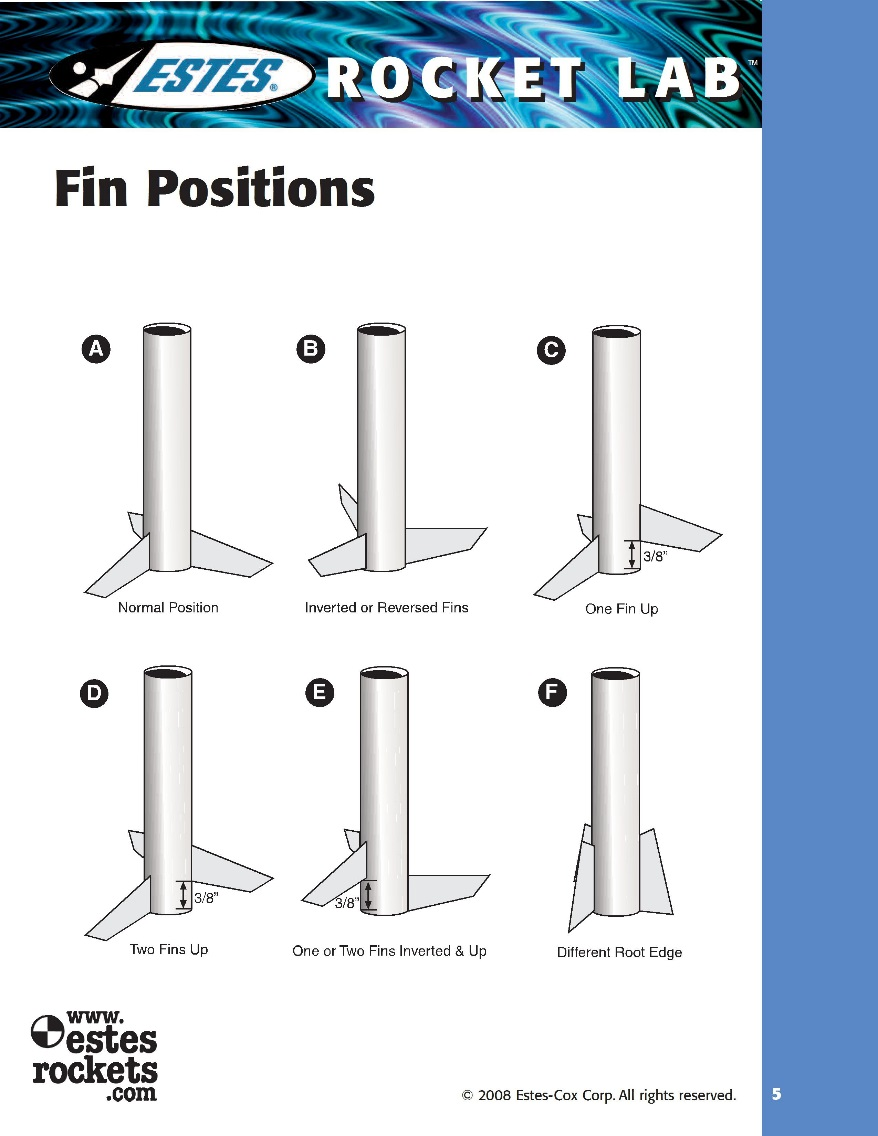 ESTES® ROCKET LAB™
Fin Positions
A
B
C
3/8”
Normal Position
Inverted or Reversed Fins
One Fin Up
D
E
F
3/8”
3/8”
Two Fins Up
One or Two Fins Inverted & Up
Different Root Edge
www.
estes
rockets
.com
© 2008 Estes-Cox Corp. All rights reserved.
5